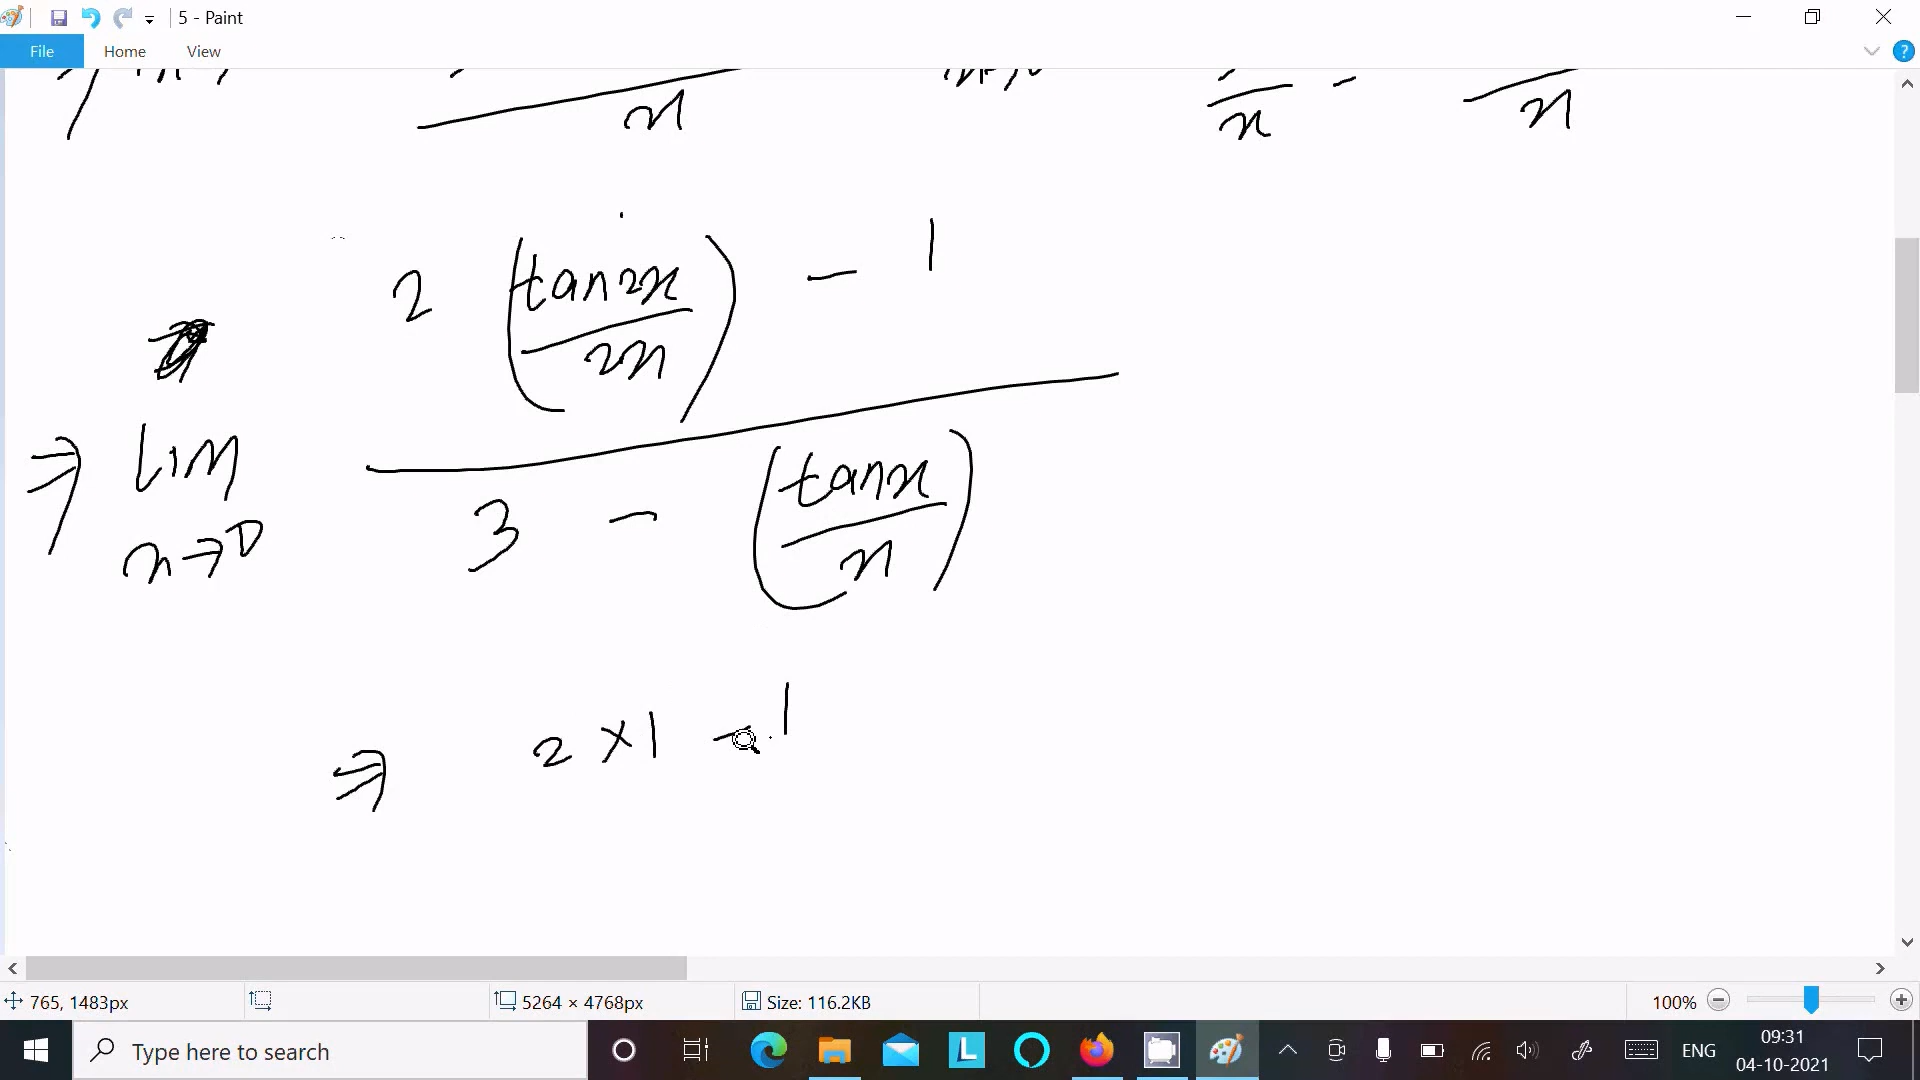 5 - Paint
File Home View
x x x
2 (tan2x/2x) - 1
⇒ lim
x→0
3 - (tanx/x)
⇒ 2 × 1 - 1
765, 1483px 5264 × 4768px Size: 116.2KB 100%
Type here to search L ENG 09:31
04-10-2021